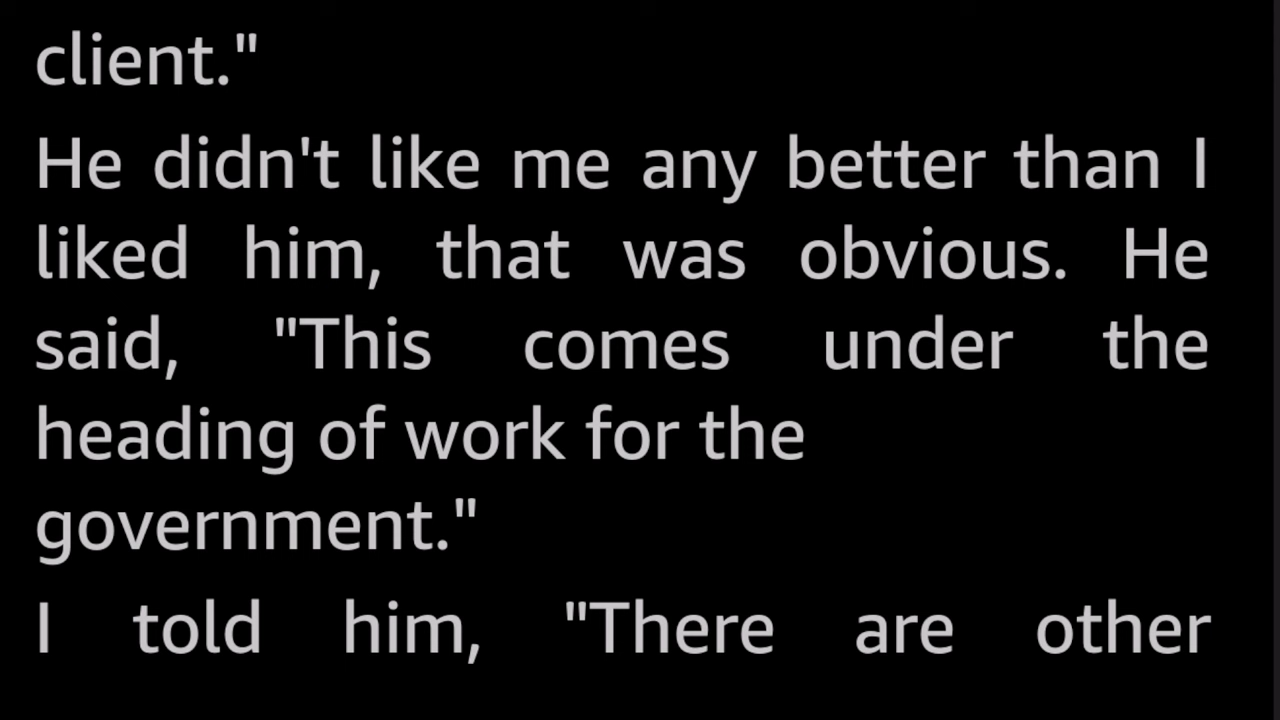 client."
He didn't like me any better than I
liked him, that was obvious. He
said, "This comes under the
heading of work for the
government."
I told him, "There are other